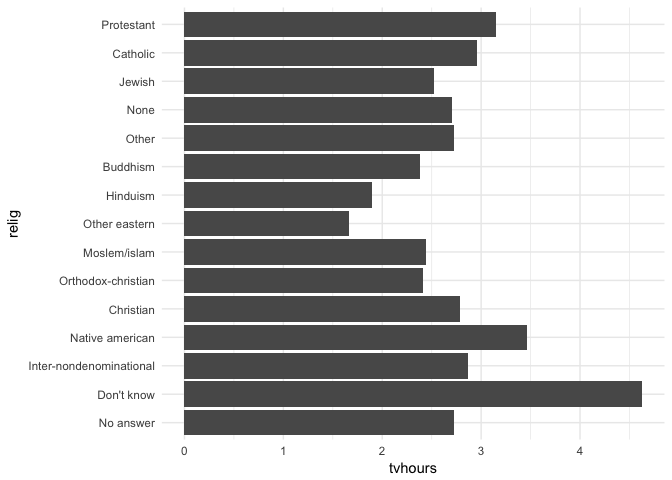 Protestant
Catholic
Jewish
None
Other
Buddhism
Hinduism
Other eastern
Moslem/islam
Orthodox-christian
Christian
Native american
Inter-nondenominational
Don't know
No answer
relig
0 1 2 3 4
tvhours